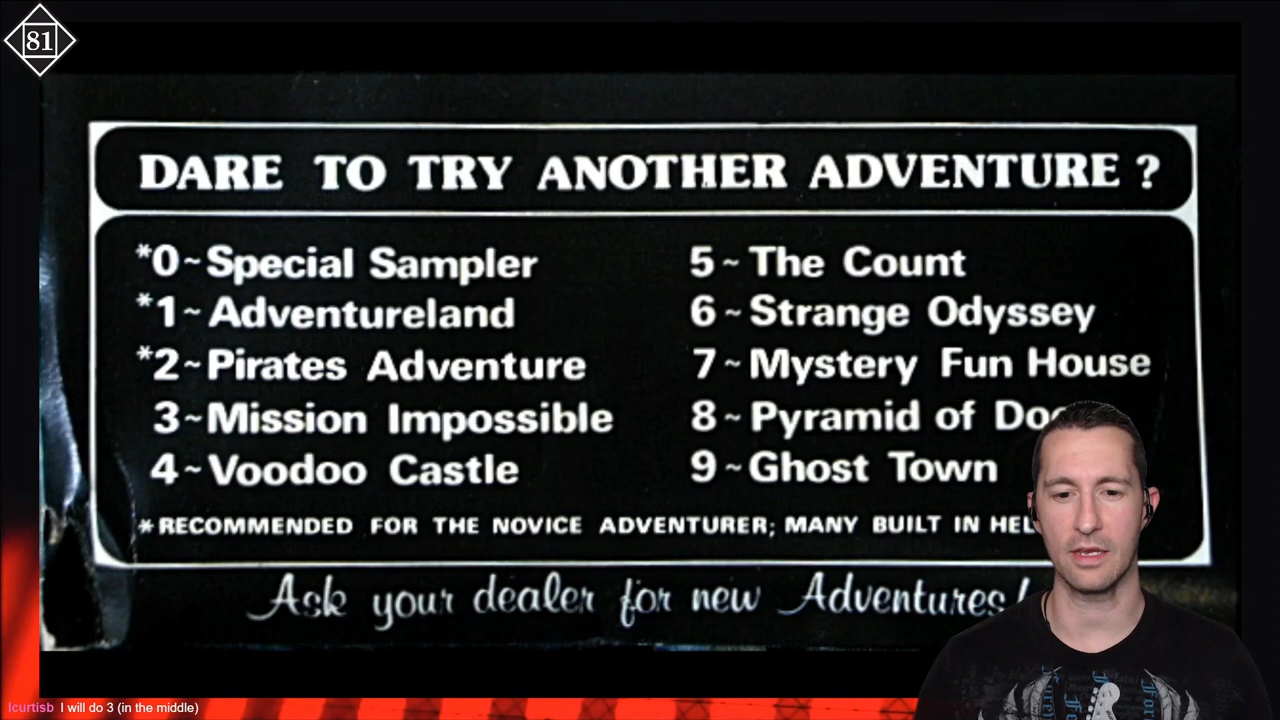 81
DARE TO TRY ANOTHER ADVENTURE ?
*0~Special Sampler
*1~Adventureland
*2~Pirates Adventure
3~Mission Impossible
4~Voodoo Castle
5~The Count
6~Strange Odyssey
7~Mystery Fun House
8~Pyramid of
9~Ghost Town
*RECOMMENDED FOR THE NOVICE ADVENTURER; MANY BUILT IN
Ask your dealer for new Adventures!
lcurtisb I will do 3 (in the middle)